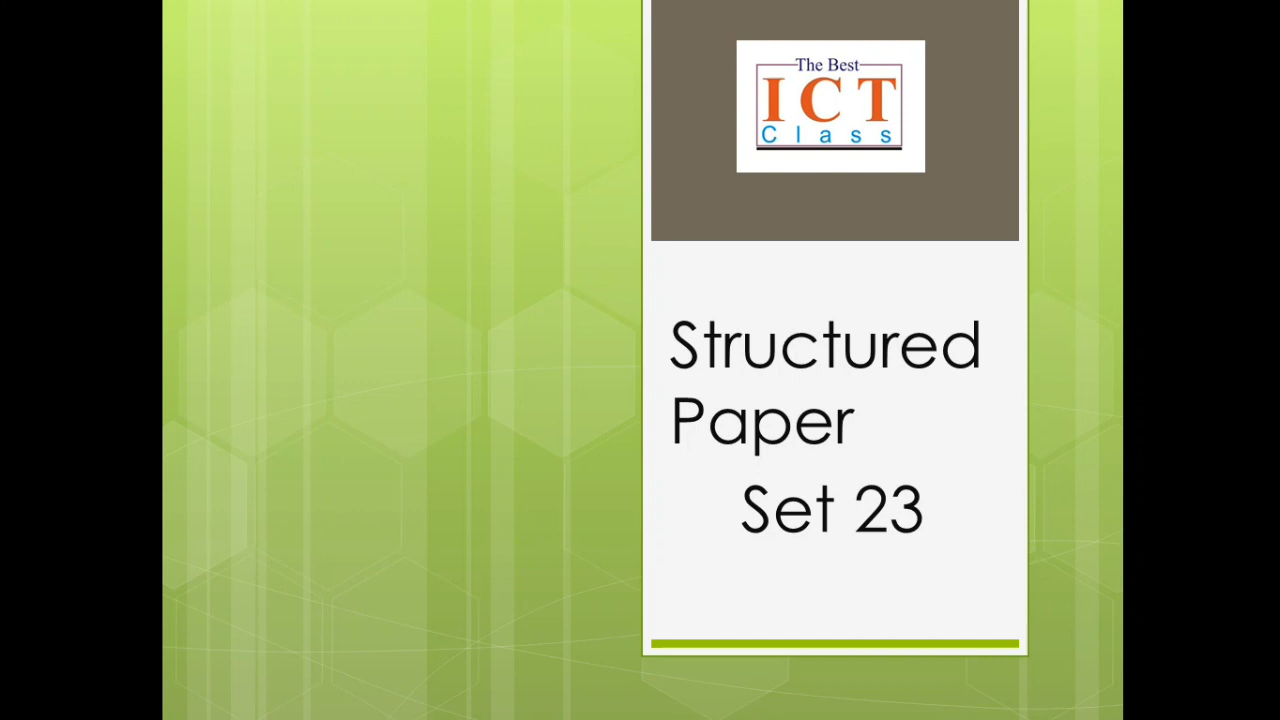 The Best
ICT
Class
Structured
Paper
Set 23